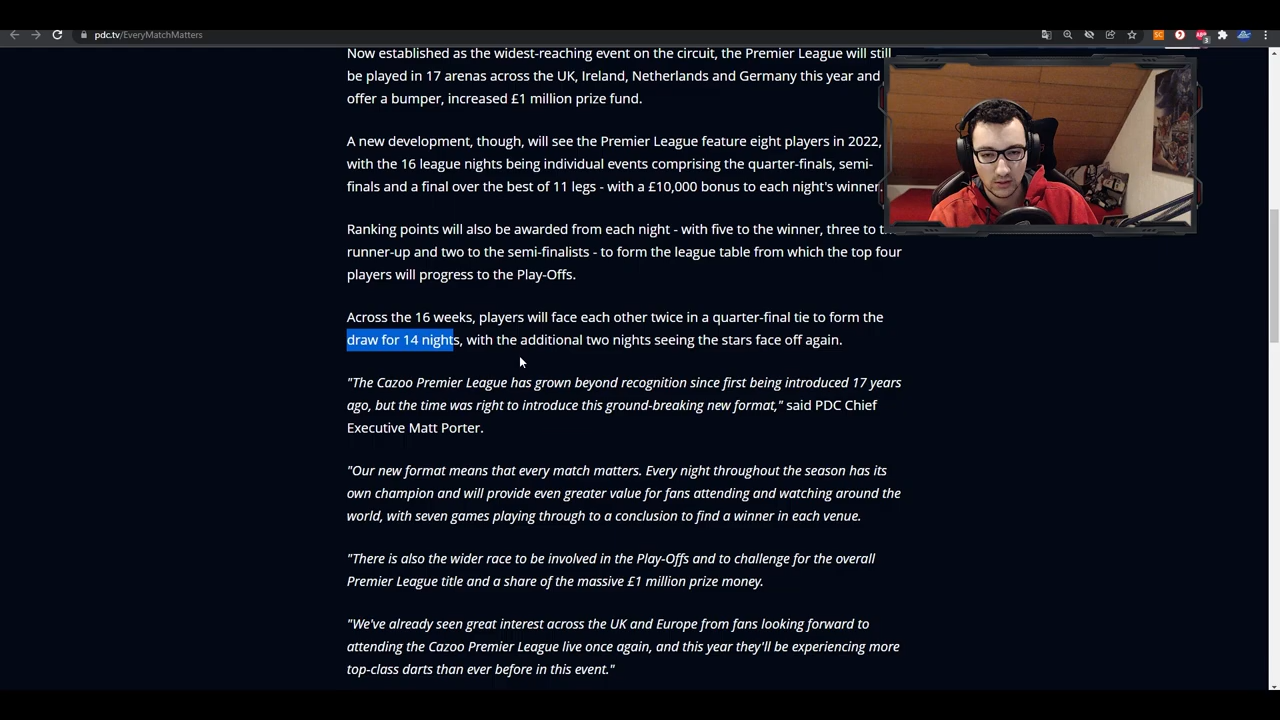 pdc.tv/EveryMatchMatters
Now established as the widest-reaching event on the circuit, the Premier League will still
be played in 17 arenas across the UK, Ireland, Netherlands and Germany this year and
offer a bumper, increased £1 million prize fund.
A new development, though, will see the Premier League feature eight players in 2022,
with the 16 league nights being individual events comprising the quarter-finals, semi-
finals and a final over the best of 11 legs - with a £10,000 bonus to each night's winner.
Ranking points will also be awarded from each night - with five to the winner, three to
runner-up and two to the semi-finalists - to form the league table from which the top four
players will progress to the Play-Offs.
Across the 16 weeks, players will face each other twice in a quarter-final tie to form the
draw for 14 nights, with the additional two nights seeing the stars face off again.
"The Cazoo Premier League has grown beyond recognition since first being introduced 17 years
ago, but the time was right to introduce this ground-breaking new format," said PDC Chief
Executive Matt Porter.
"Our new format means that every match matters. Every night throughout the season has its
own champion and will provide even greater value for fans attending and watching around the
world, with seven games playing through to a conclusion to find a winner in each venue.
"There is also the wider race to be involved in the Play-Offs and to challenge for the overall
Premier League title and a share of the massive £1 million prize money.
"We've already seen great interest across the UK and Europe from fans looking forward to
attending the Cazoo Premier League live once again, and this year they'll be experiencing more
top-class darts than ever before in this event."